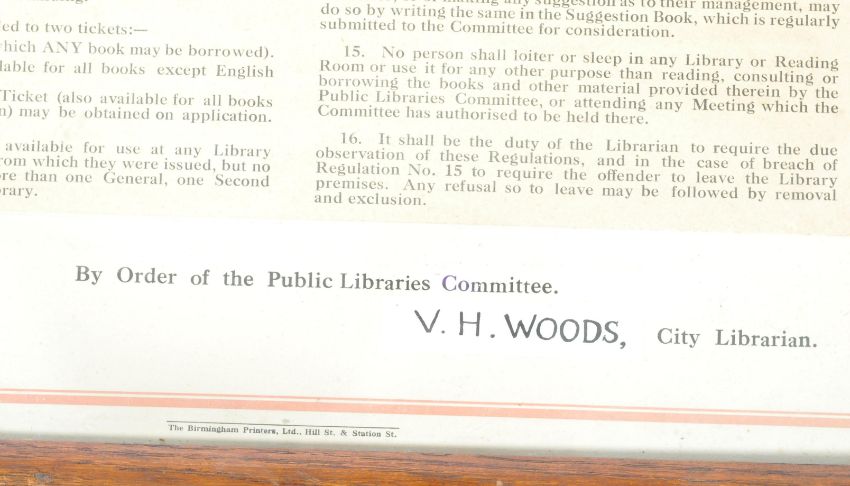 ed to two tickets:—
which ANY book may be borrowed).
lable for all books except English
Ticket (also available for all books
n) may be obtained on application.
available for use at any Library
rom which they were issued, but no
re than one General, one Second
rary.
suggestion as to their management, may
do so by writing the same in the Suggestion Book, which is regularly
submitted to the Committee for consideration.
15. No person shall loiter or sleep in any Library or Reading
Room or use it for any other purpose than reading, consulting or
borrowing the books and other material provided therein by the
Public Libraries Committee, or attending any Meeting which the
Committee has authorised to be held there.
16. It shall be the duty of the Librarian to require the due
observation of these Regulations, and in the case of breach of
Regulation No. 15 to require the offender to leave the Library
premises. Any refusal so to leave may be followed by removal
and exclusion.
By Order of the Public Libraries Committee.
V. H. WOODS, City Librarian.
The Birmingham Printers, Ltd., Hill St. & Station St.